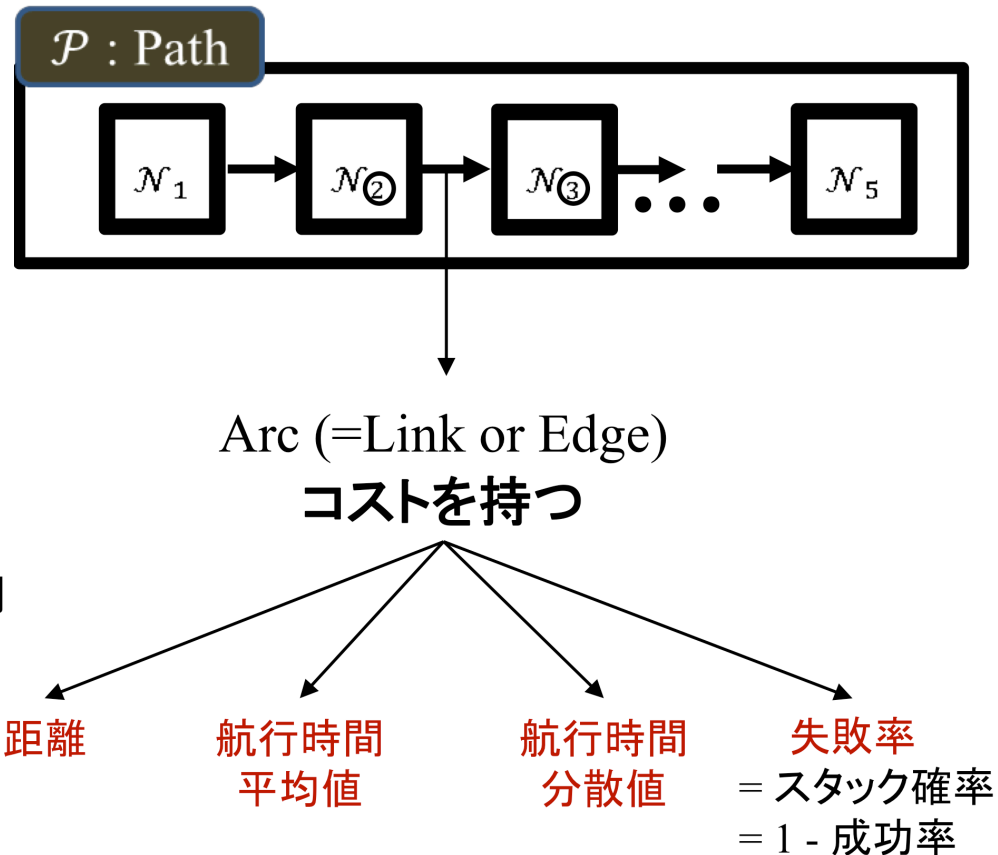 𝒫 : Path
𝒩1 𝒩② 𝒩③ ••• 𝒩5
Arc (=Link or Edge)
コストを持つ
距離 航行時間 航行時間 失敗率
平均値 分散値 = スタック確率
= 1 - 成功率